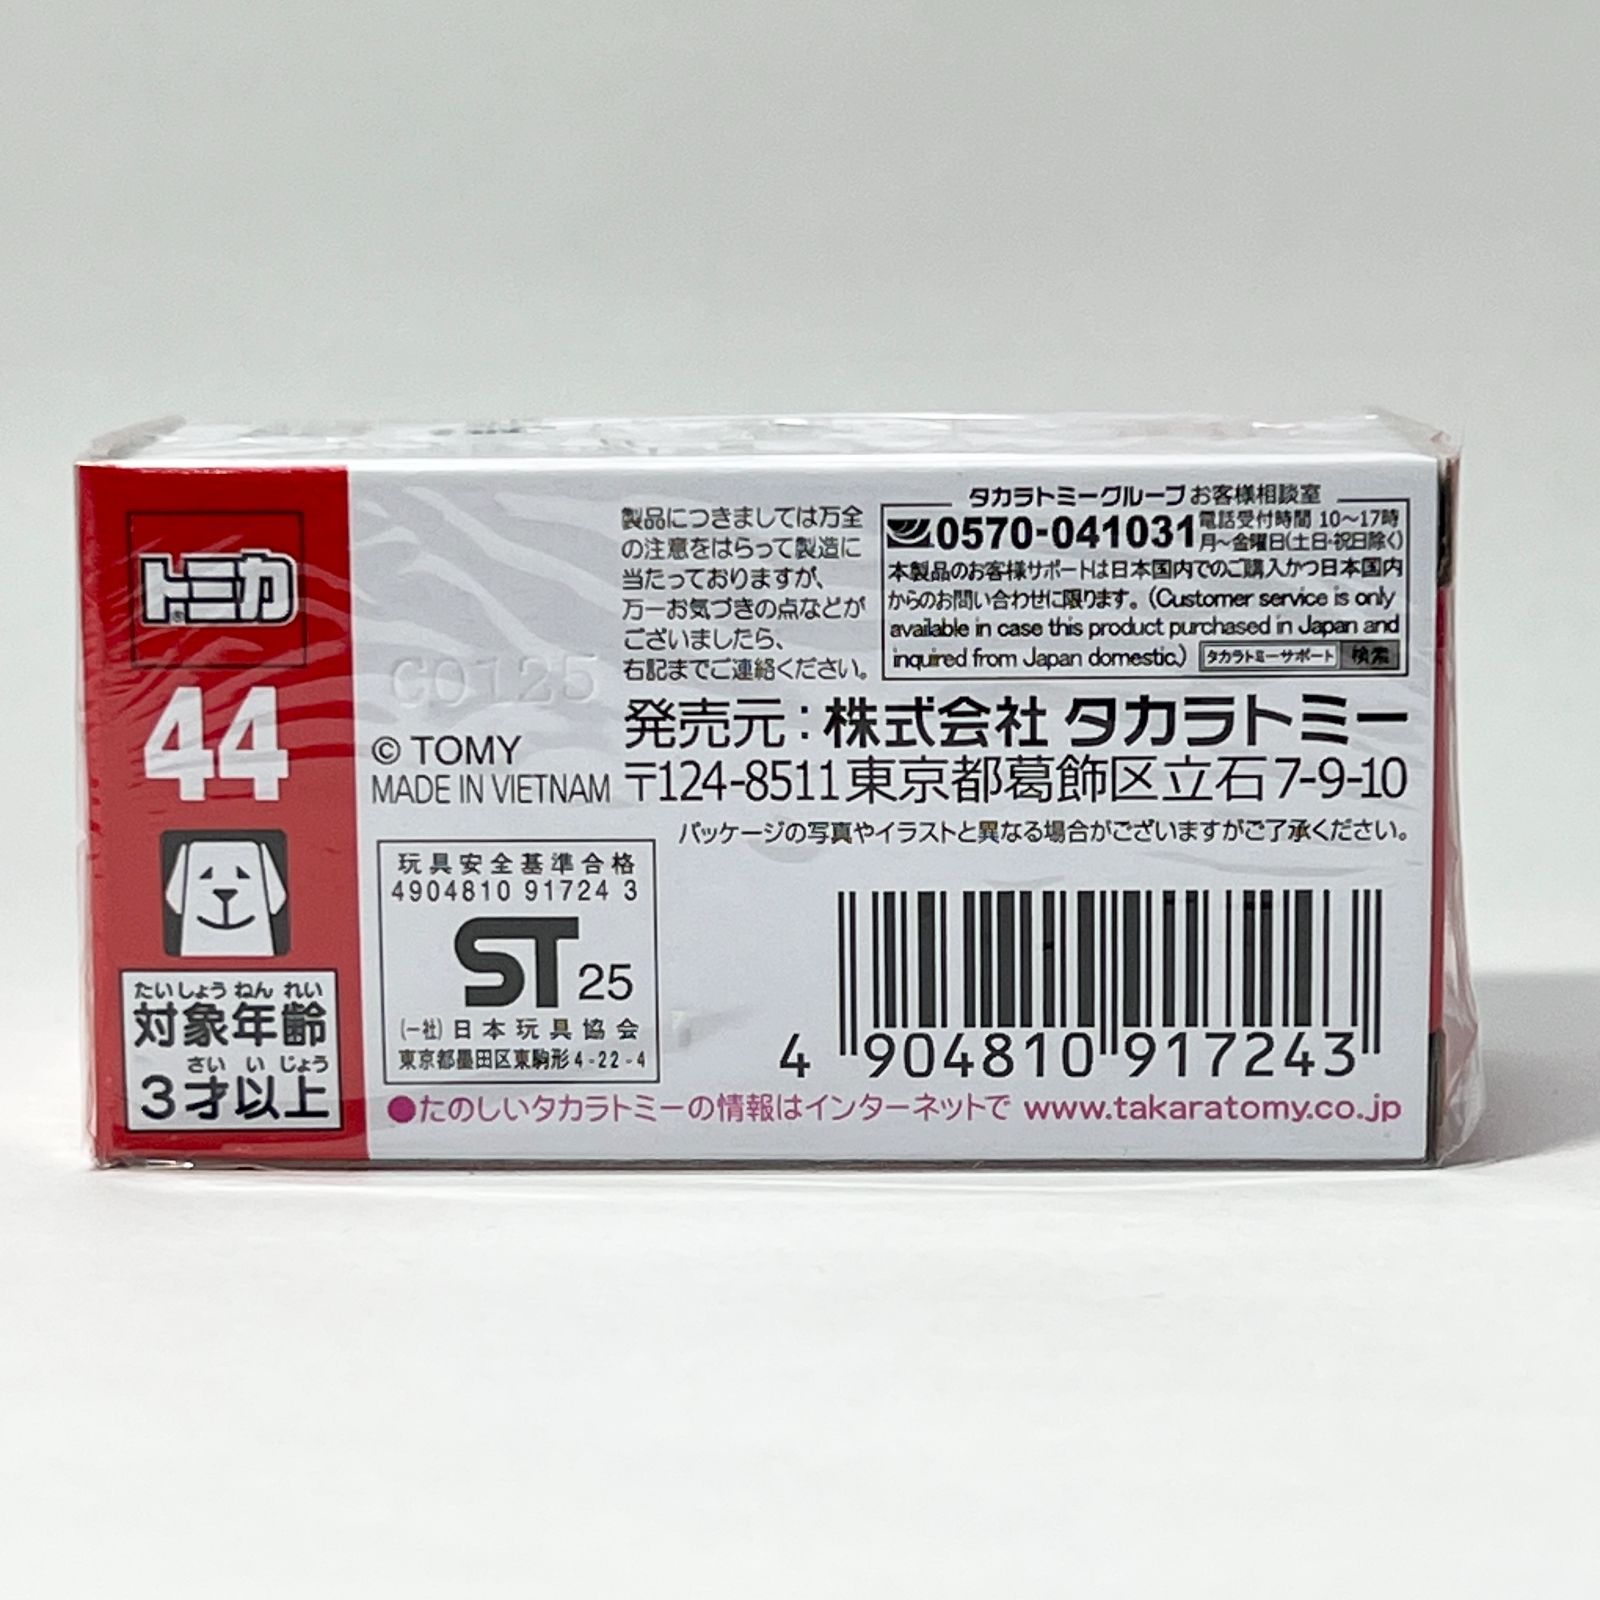 トミカ®
44
たいしょう ねん れい
対象年齢
さい い じょう
3才以上
C0125
© TOMY
MADE IN VIETNAM
製品につきましては万全
の注意をはらって製造に
当たっておりますが、
万一お気づきの点などが
ございましたら、
右記までご連絡ください。
タカラトミーグループ お客様相談室
0570-041031 電話受付時間 10〜17時
月〜金曜日(土日・祝日除く)
本製品のお客様サポートは日本国内でのご購入かつ日本国内
からのお問い合わせに限ります。(Customer service is only
available in case this product purchased in Japan and
inquired from Japan domestic.) タカラトミーサポート 検索
発売元：株式会社 タカラトミー
〒124-8511 東京都葛飾区立石7-9-10
パッケージの写真やイラストと異なる場合がございますがご了承ください。
玩具安全基準合格
4904810 91724 3
ST 25
(一社)日本玩具協会
東京都墨田区東駒形4-22-4
4 904810 917243
●たのしいタカラトミーの情報はインターネットで www.takaratomy.co.jp